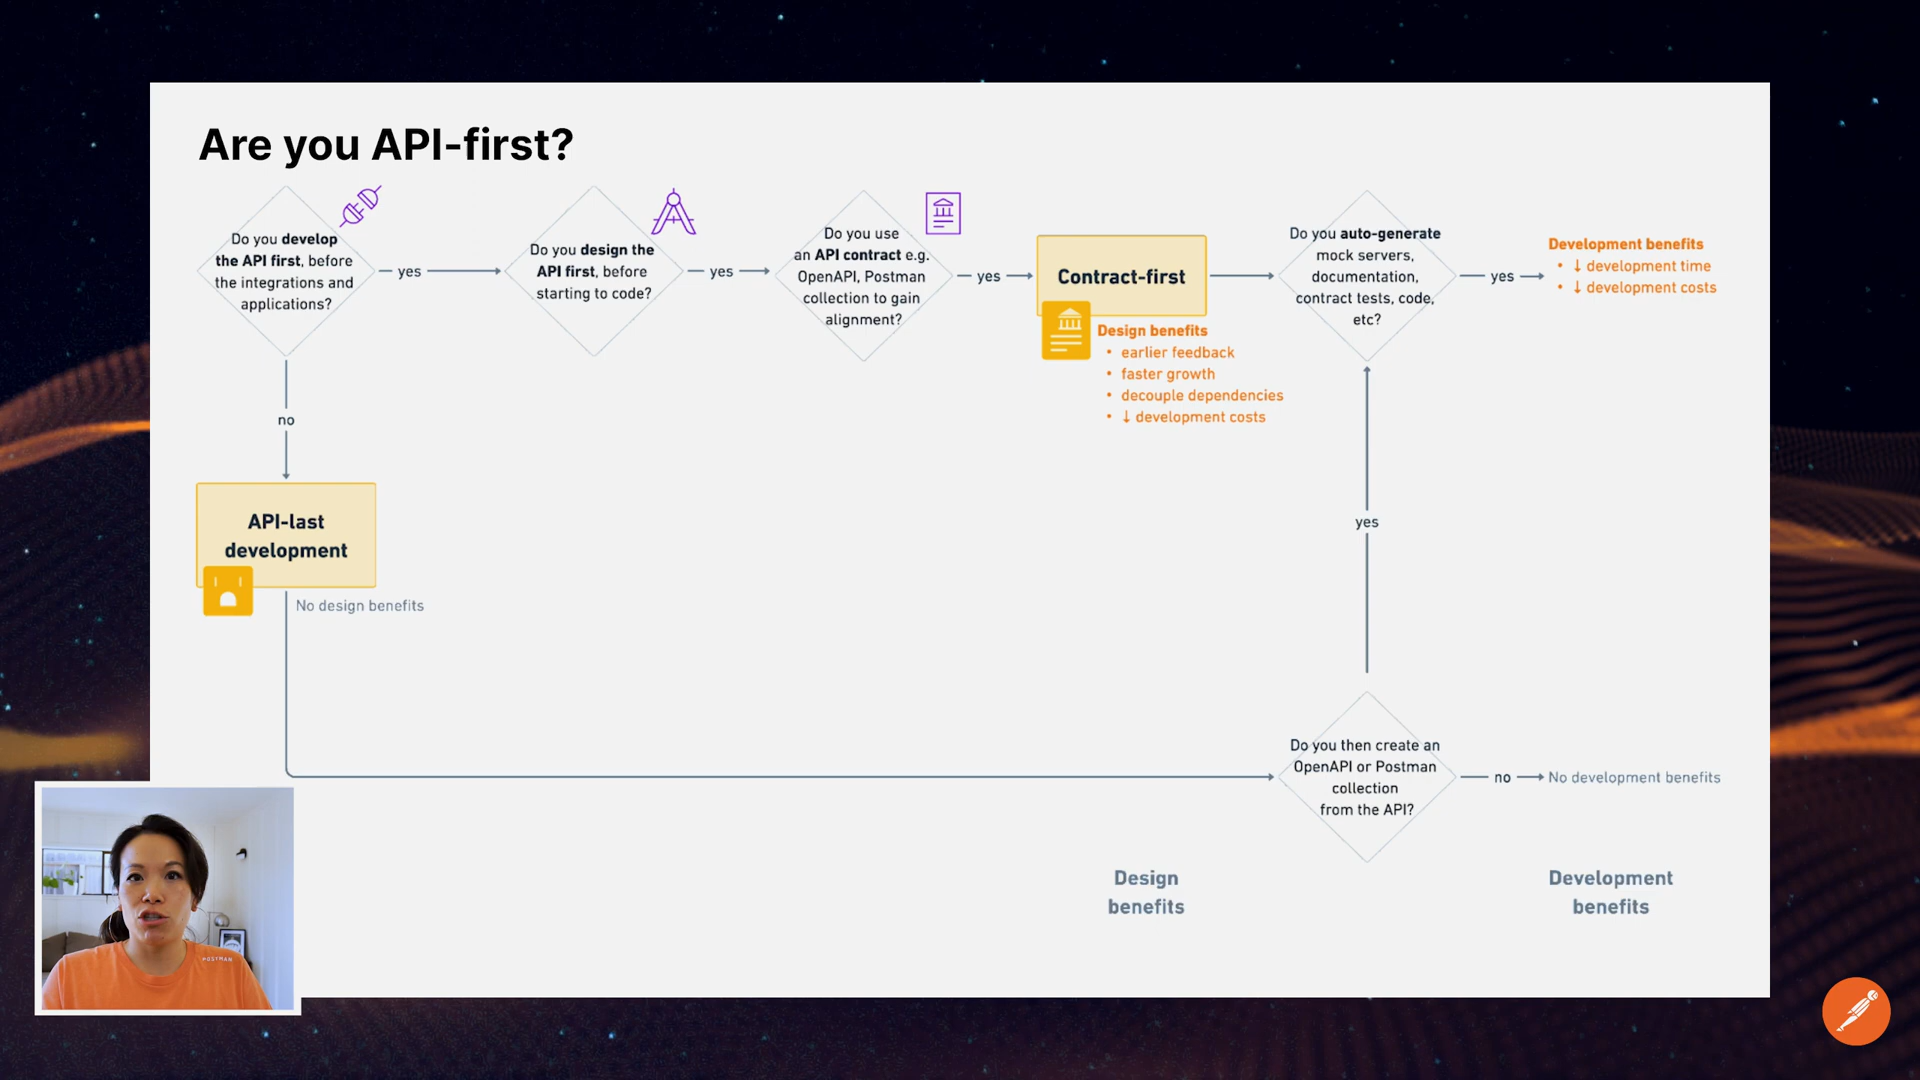 Are you API-first?
Do you develop
the API first, before
the integrations and
applications?
yes
Do you design the
API first, before
starting to code?
yes
Do you use
an API contract e.g.
OpenAPI, Postman
collection to gain
alignment?
yes
Contract-first
Design benefits
• earlier feedback
• faster growth
• decouple dependencies
• ↓ development costs
Do you auto-generate
mock servers,
documentation,
contract tests, code,
etc?
yes
Development benefits
• ↓ development time
• ↓ development costs
no
API-last
development
No design benefits
yes
Do you then create an
OpenAPI or Postman
collection
from the API?
no
No development benefits
Design
benefits
Development
benefits
POSTMAN